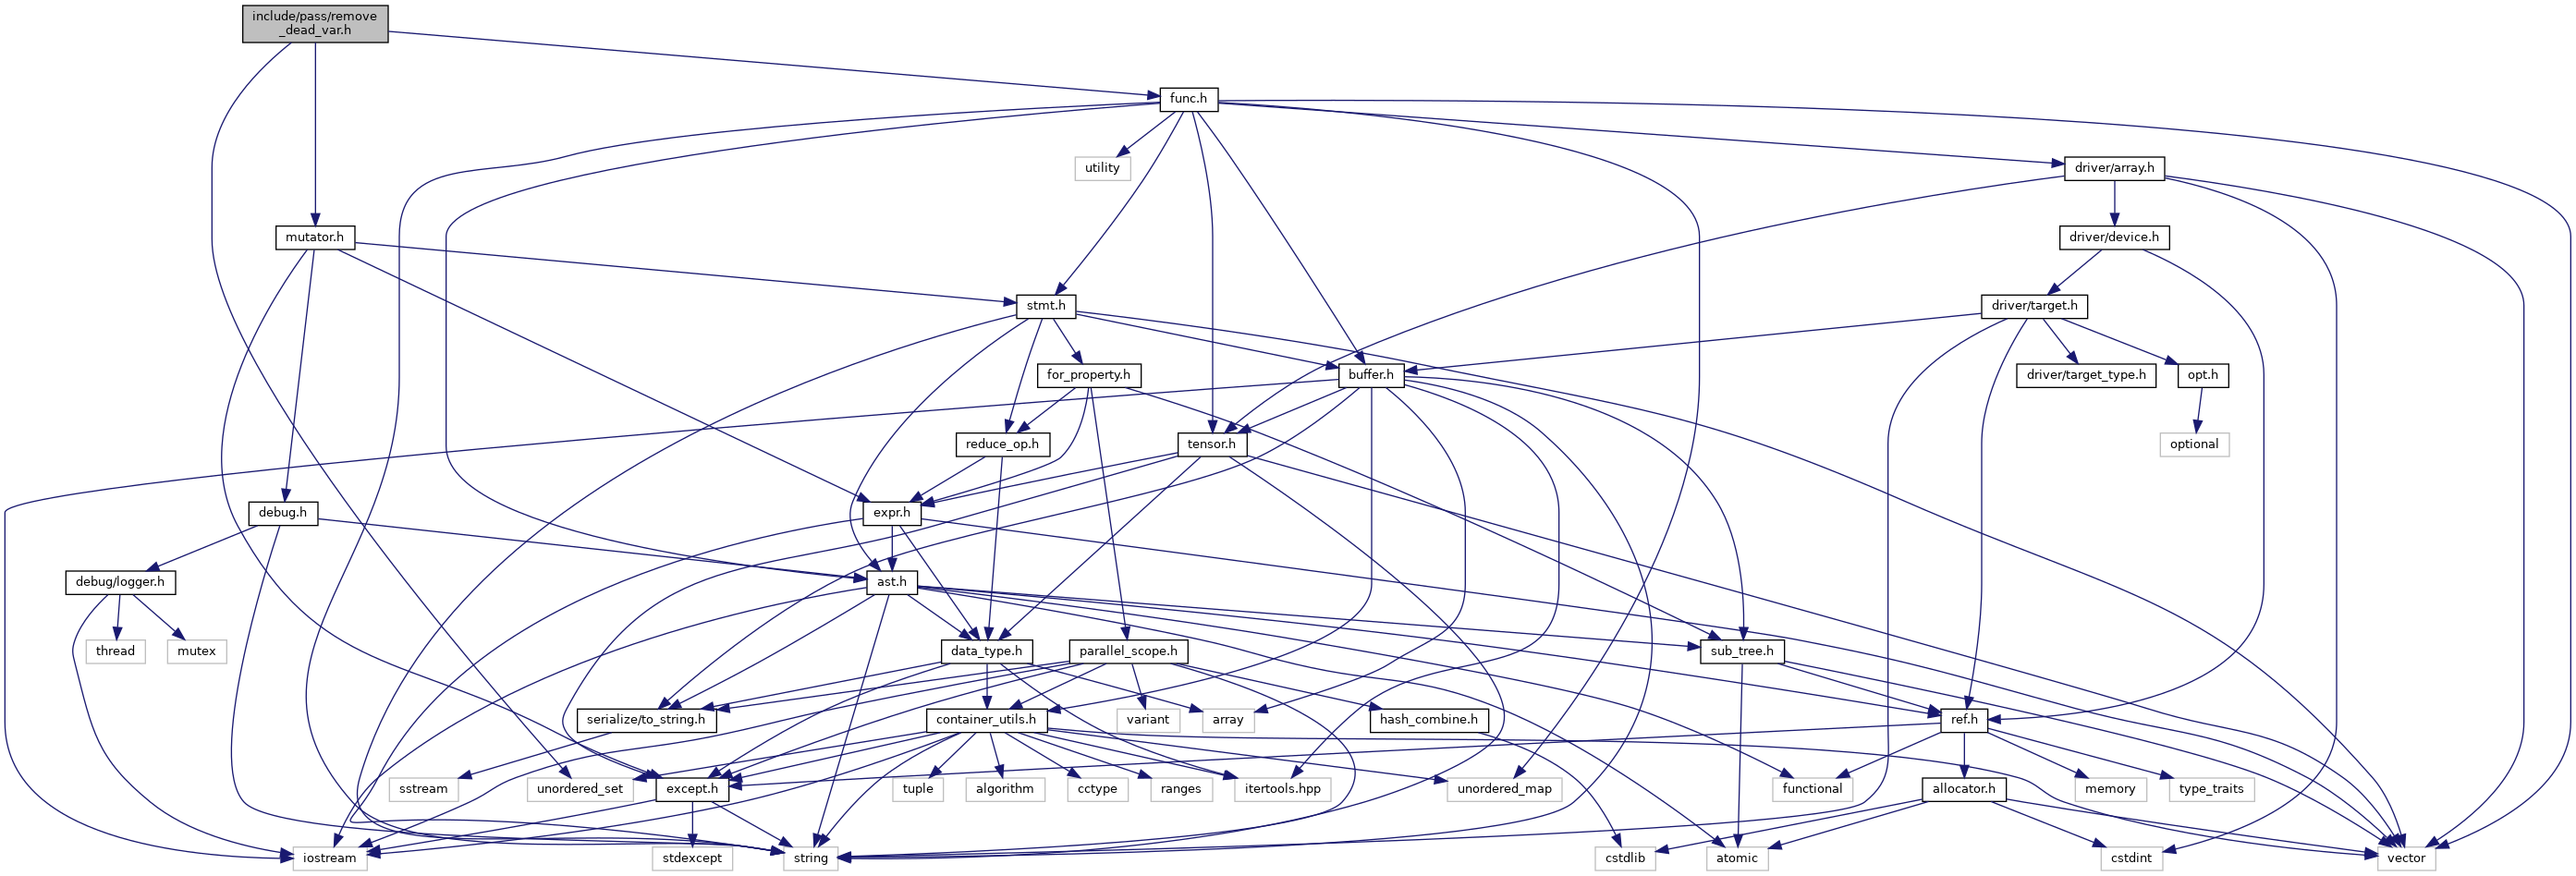 include/pass/remove
_dead_var.h
func.h
utility
driver/array.h
mutator.h
driver/device.h
stmt.h
driver/target.h
for_property.h
buffer.h
driver/target_type.h
opt.h
reduce_op.h
tensor.h
optional
debug.h
expr.h
debug/logger.h
ast.h
thread
mutex
data_type.h
parallel_scope.h
sub_tree.h
serialize/to_string.h
container_utils.h
variant
array
hash_combine.h
ref.h
sstream
unordered_set
except.h
tuple
algorithm
cctype
ranges
itertools.hpp
unordered_map
functional
allocator.h
memory
type_traits
iostream
stdexcept
string
cstdlib
atomic
cstdint
vector